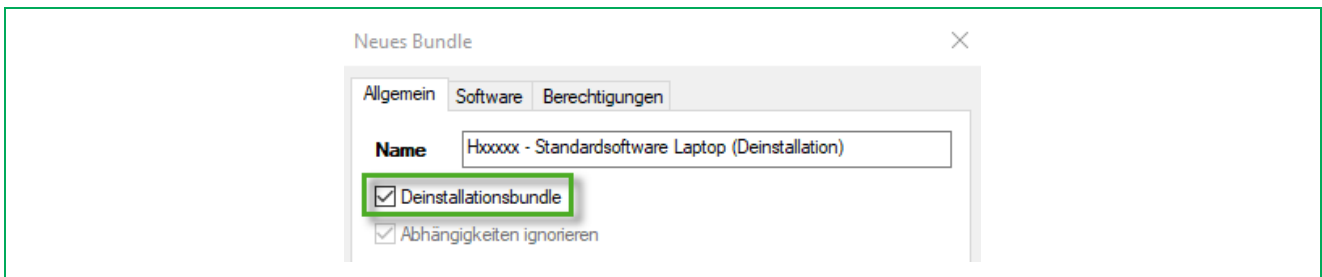 Neues Bundle
Allgemein Software Berechtigungen
Name Hxxxxx - Standardsoftware Laptop (Deinstallation)
Deinstallationsbundle
Abhängigkeiten ignorieren